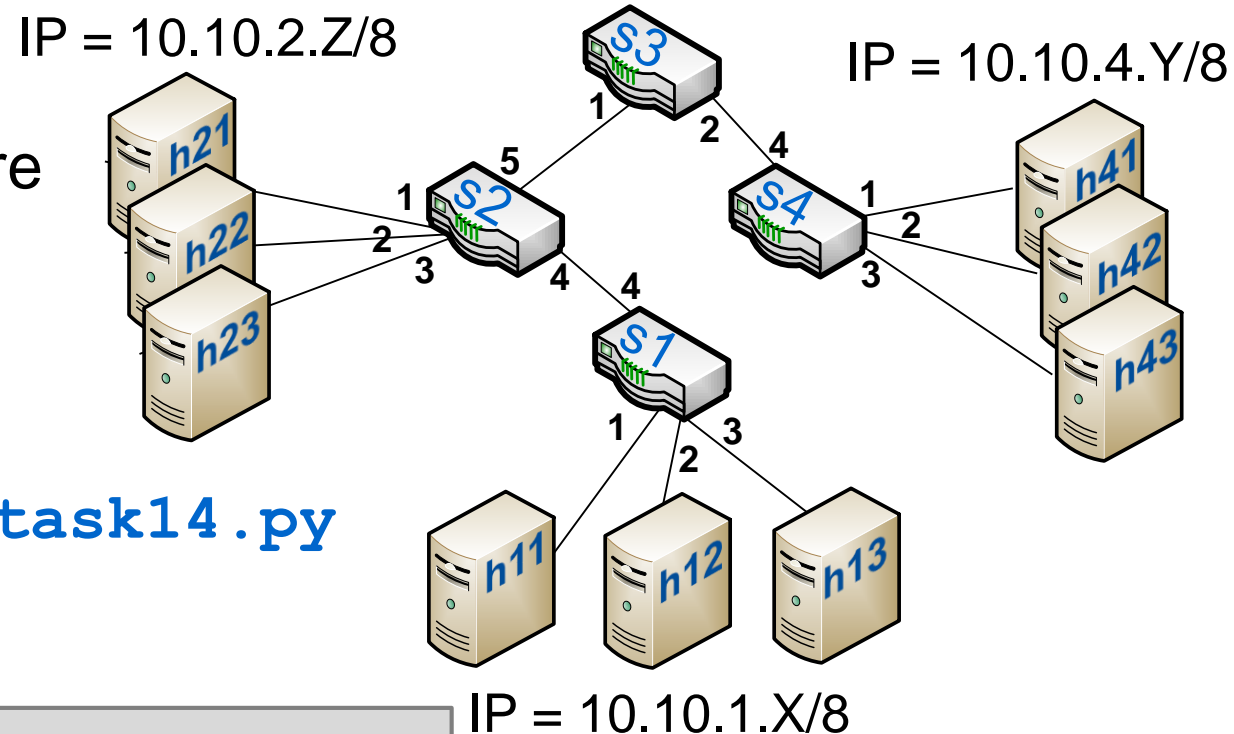 IP = 10.10.2.Z/8
s3
IP = 10.10.4.Y/8
1
2
re
h21
5
4
h41
1
s2
s4
1
h22
2
2
h42
3
4
4
3
h23
s1
h43
1
2
3
task14.py
h11
h12
h13
IP = 10.10.1.X/8